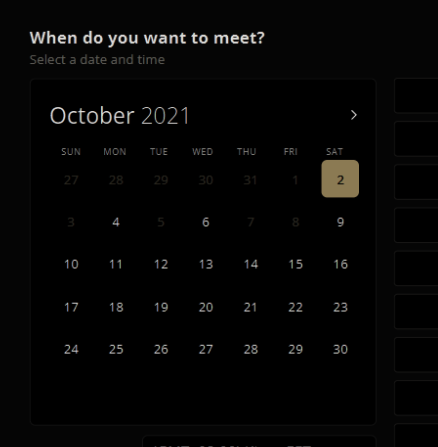 When do you want to meet?
Select a date and time
October 2021 >
SUN MON TUE WED THU FRI SAT
27 28 29 30 31 1 2
3 4 5 6 7 8 9
10 11 12 13 14 15 16
17 18 19 20 21 22 23
24 25 26 27 28 29 30